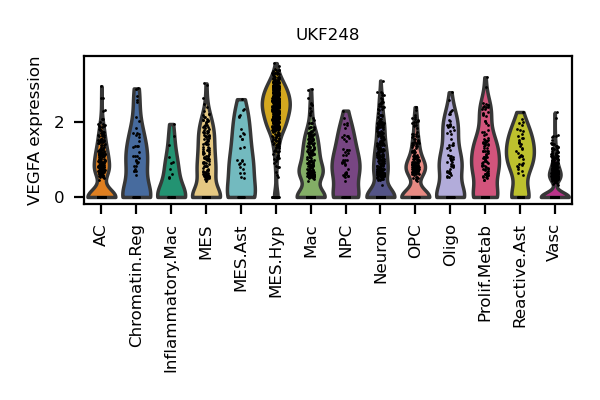 UKF248
VEGFA expression
2
0
AC
Chromatin.Reg
Inflammatory.Mac
MES
MES.Ast
MES.Hyp
Mac
NPC
Neuron
OPC
Oligo
Prolif.Metab
Reactive.Ast
Vasc